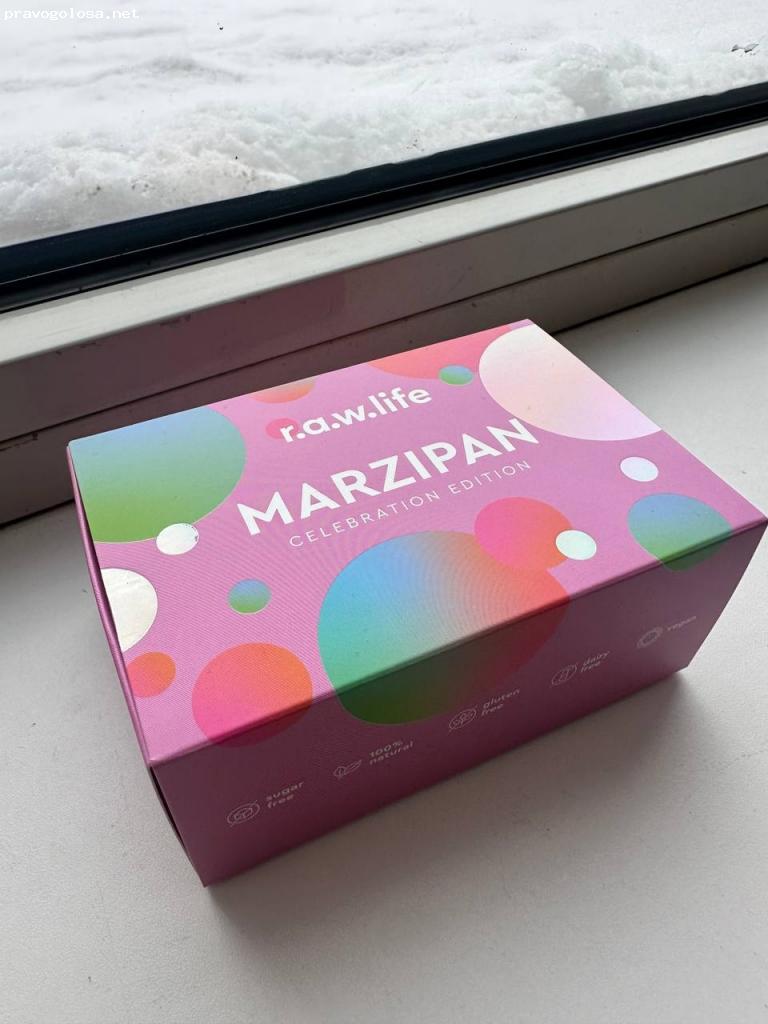 pravogolosa.net
r.a.w.life
MARZIPAN
CELEBRATION EDITION
sugar
free
100%
natural
gluten
free
dairy
free
vegan